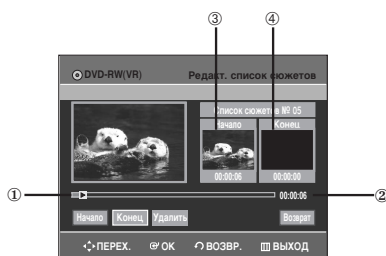 ③ ④
DVD-RW(VR) Редакт. список сюжетов
Список сюжетов № 05
Начало Конец
00:00:06 00:00:00
① 00:00:06 ②
Начало Конец Удалить Возврат
ПЕРЕХ. OK ВОЗВР. ВЫХОД